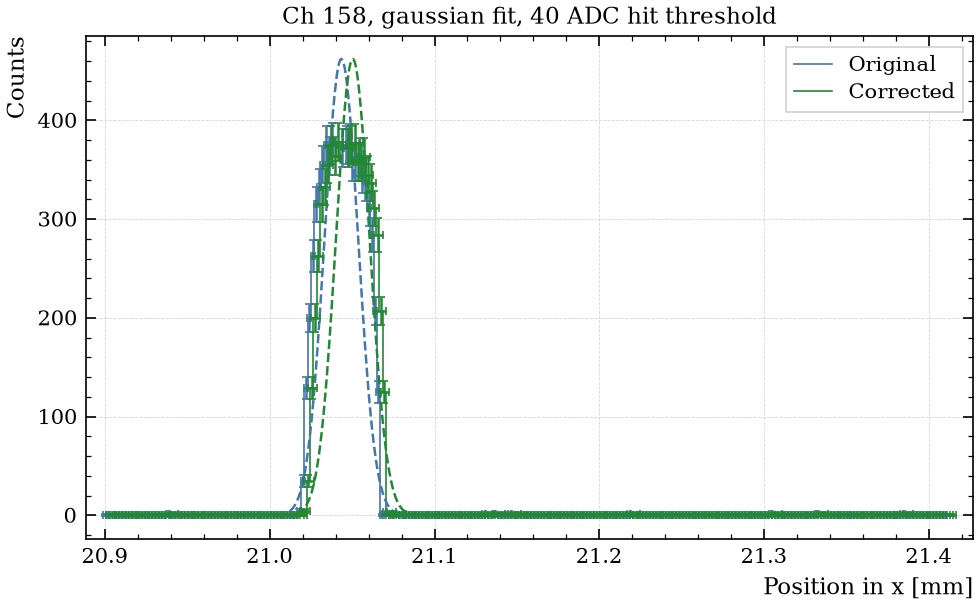 Ch 158, gaussian fit, 40 ADC hit threshold
Counts
Original
Corrected
400
300
200
100
0
20.9 21.0 21.1 21.2 21.3 21.4
Position in x [mm]